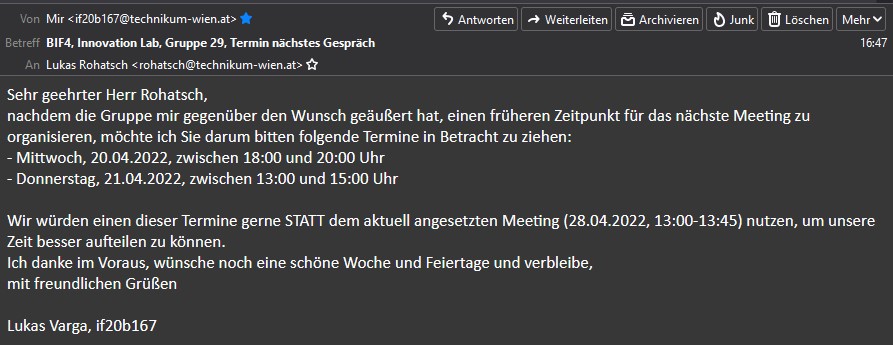 Von Mir <if20b167@technikum-wien.at> Antworten Weiterleiten Archivieren Junk Löschen Mehr
Betreff BIF4, Innovation Lab, Gruppe 29, Termin nächstes Gespräch 16:47
An Lukas Rohatsch <rohatsch@technikum-wien.at>
Sehr geehrter Herr Rohatsch,
nachdem die Gruppe mir gegenüber den Wunsch geäußert hat, einen früheren Zeitpunkt für das nächste Meeting zu
organisieren, möchte ich Sie darum bitten folgende Termine in Betracht zu ziehen:
- Mittwoch, 20.04.2022, zwischen 18:00 und 20:00 Uhr
- Donnerstag, 21.04.2022, zwischen 13:00 und 15:00 Uhr
Wir würden einen dieser Termine gerne STATT dem aktuell angesetzten Meeting (28.04.2022, 13:00-13:45) nutzen, um unsere
Zeit besser aufteilen zu können.
Ich danke im Voraus, wünsche noch eine schöne Woche und Feiertage und verbleibe,
mit freundlichen Grüßen
Lukas Varga, if20b167